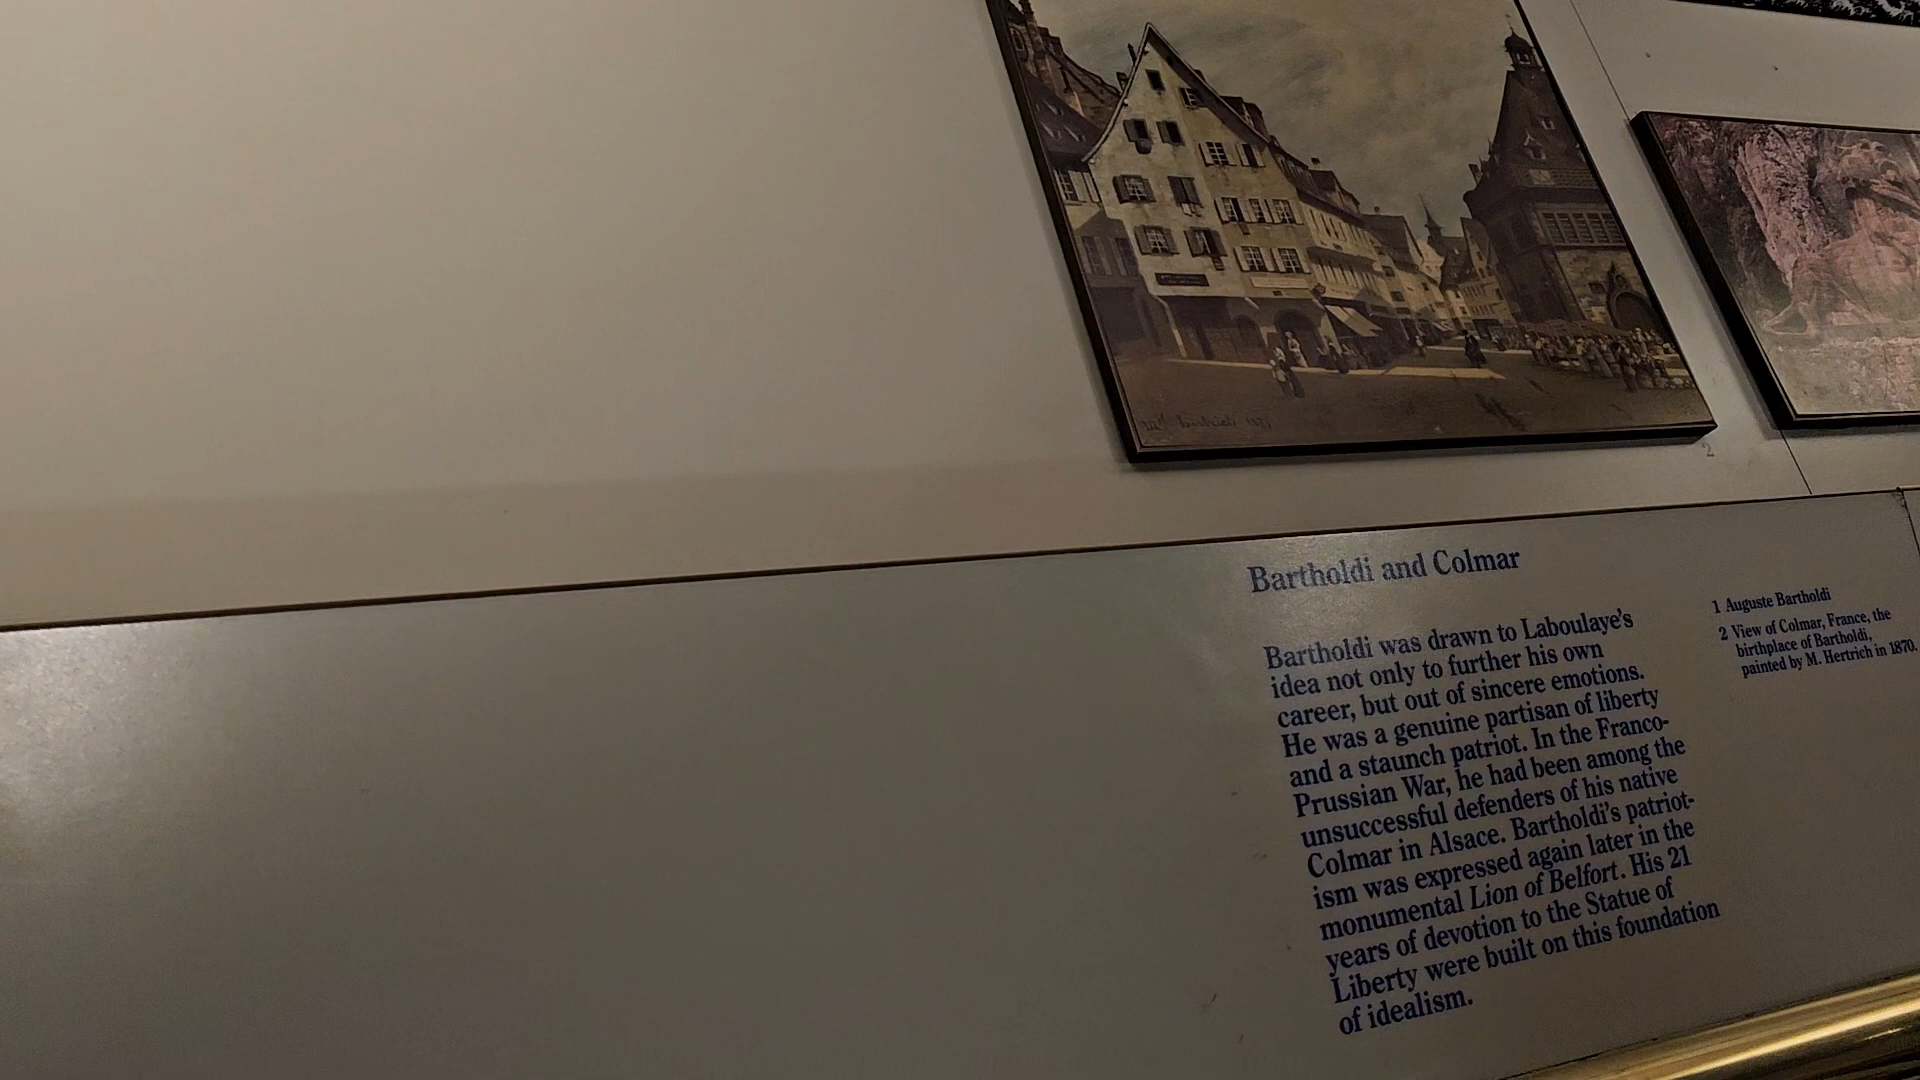 2
Bartholdi and Colmar
Bartholdi was drawn to Laboulaye's
idea not only to further his own
career, but out of sincere emotions.
He was a genuine partisan of liberty
and a staunch patriot. In the Franco-
Prussian War, he had been among the
unsuccessful defenders of his native
Colmar in Alsace. Bartholdi's patriot-
ism was expressed again later in the
monumental Lion of Belfort. His 21
years of devotion to the Statue of
Liberty were built on this foundation
of idealism.
1 Auguste Bartholdi
2 View of Colmar, France, the
birthplace of Bartholdi,
painted by M. Hertrich in 1870.